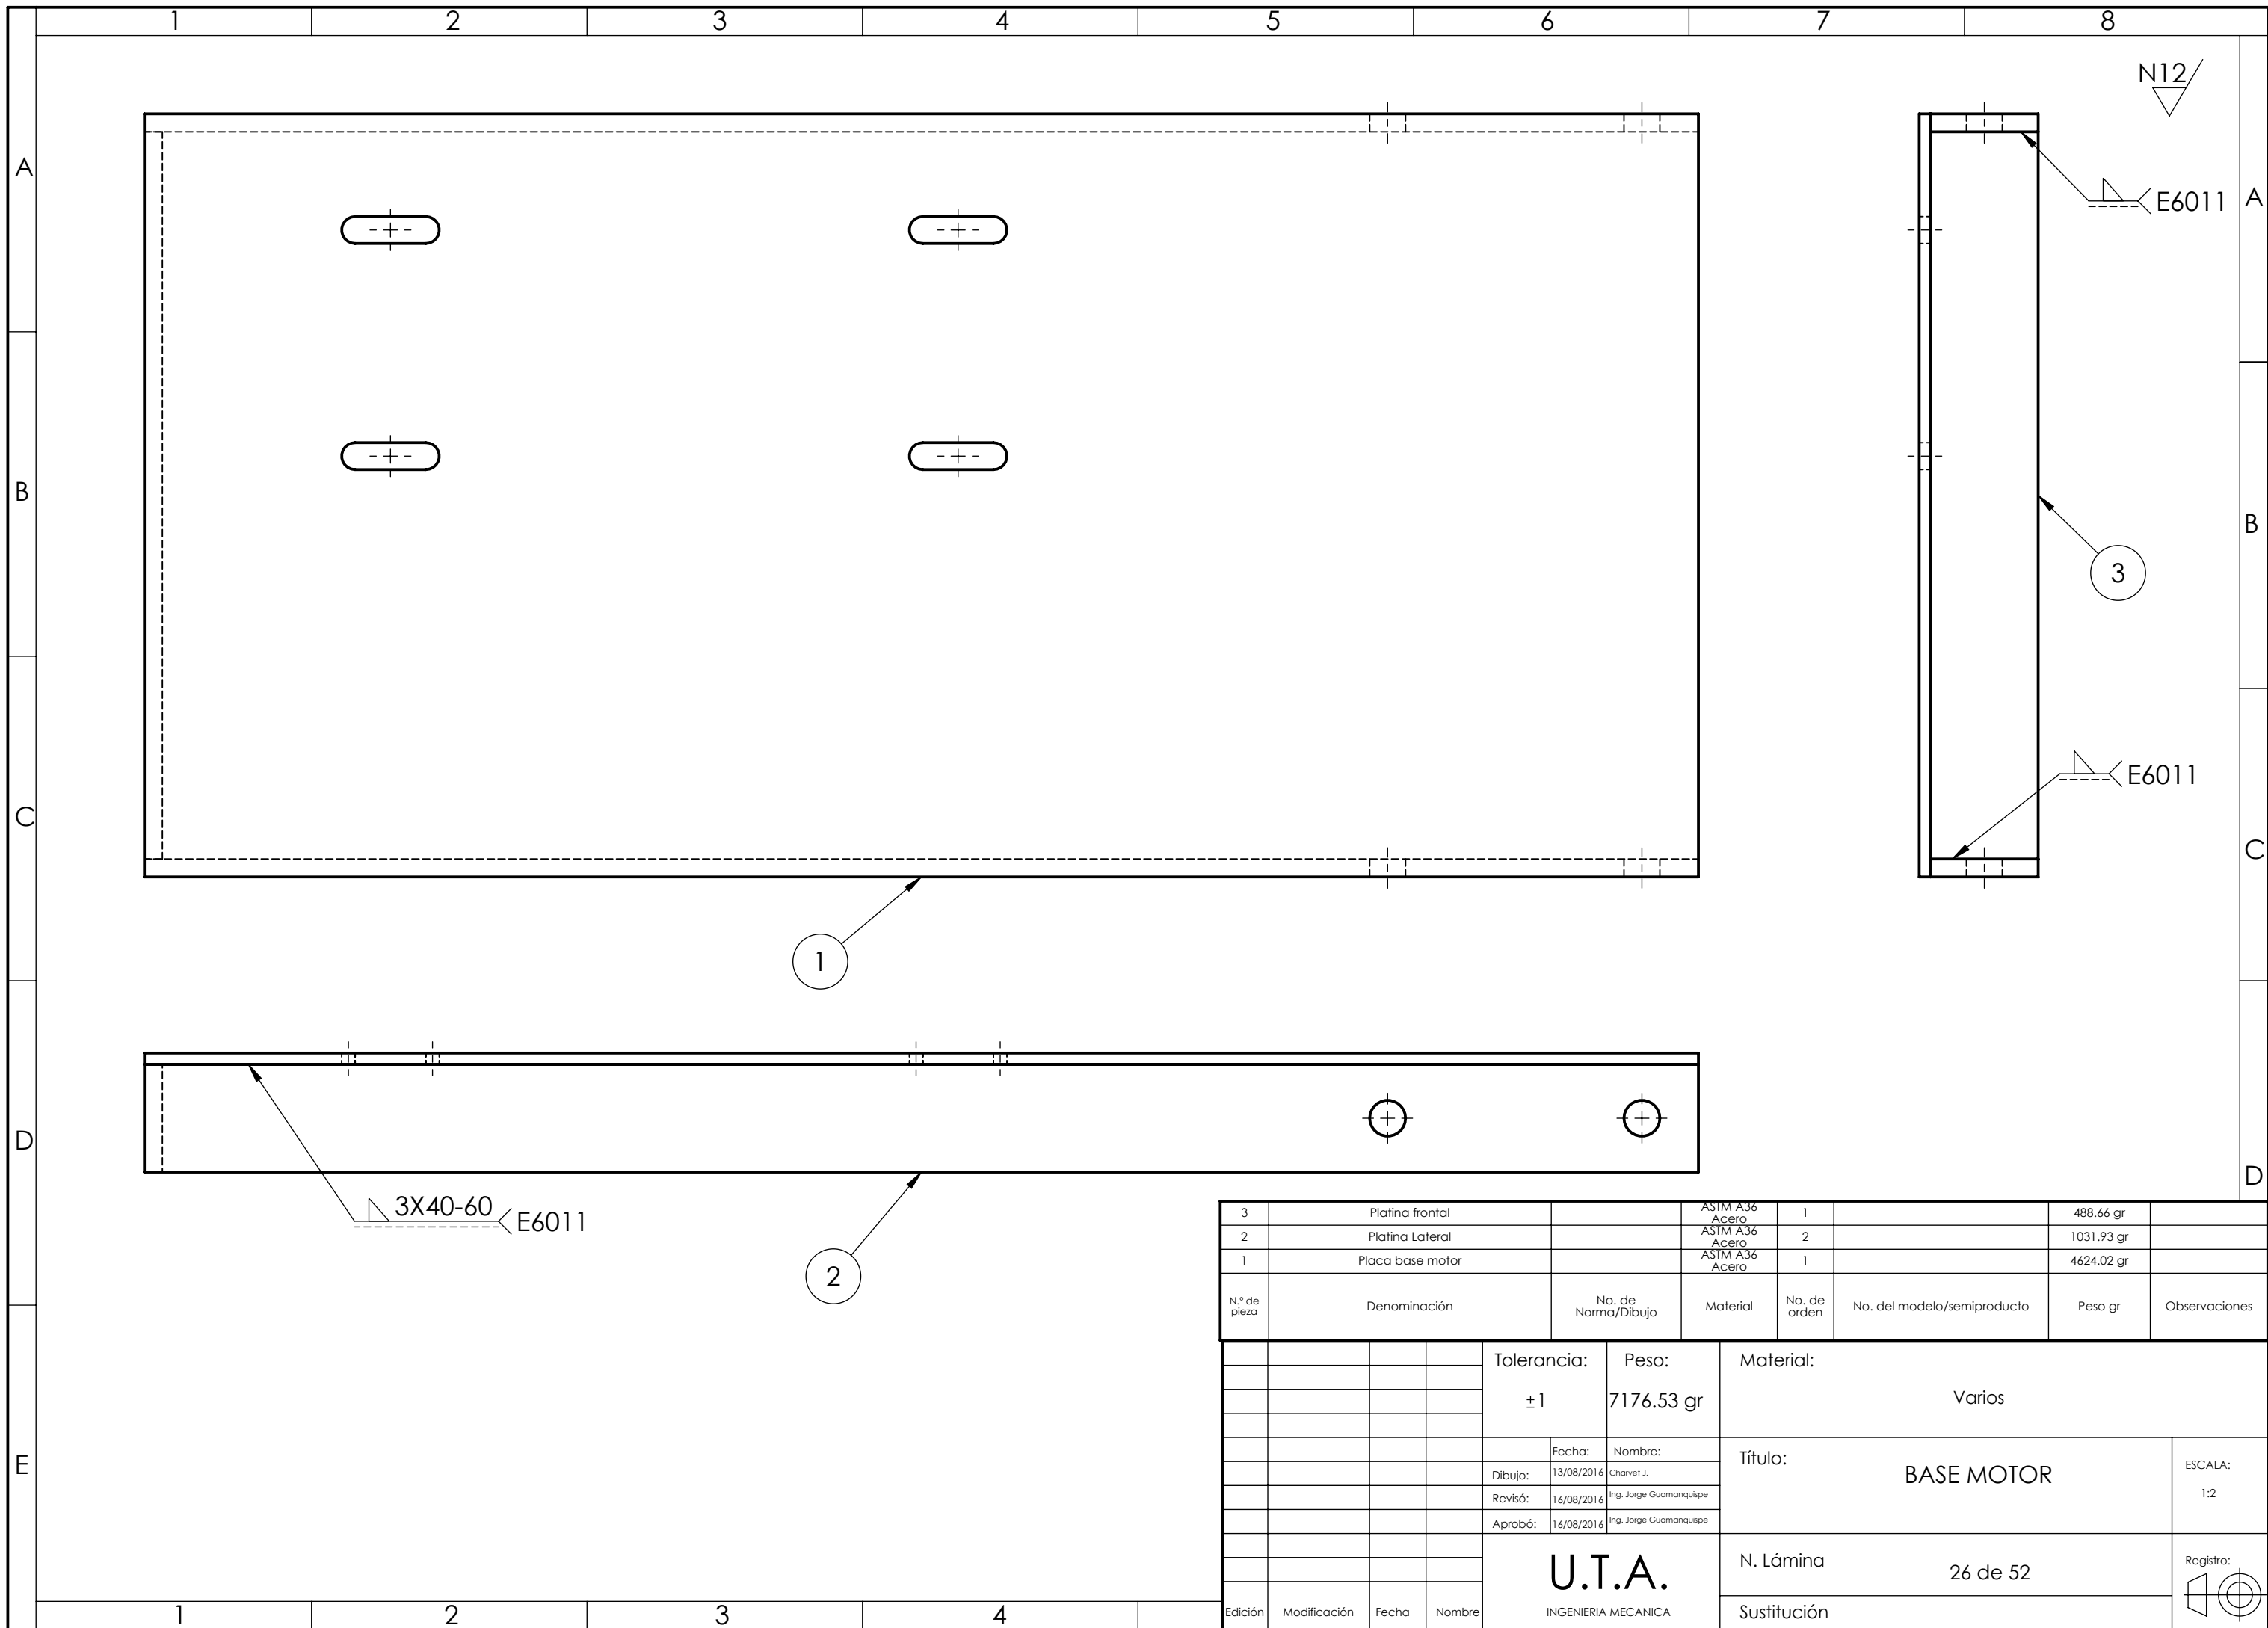 1 2 3 4 5 6 7 8
N12
A
A
E6011
B
B
3
C
C
E6011
1
D
D
3X40-60
E6011
2
3 Platina frontal ASTM A36 Acero 1 488.66 gr
2 Platina Lateral ASTM A36 Acero 2 1031.93 gr
1 Placa base motor ASTM A36 Acero 1 4624.02 gr
N.º de pieza Denominación No. de Norma/Dibujo Material No. de orden No. del modelo/semiproducto Peso gr Observaciones
Tolerancia: Peso: Material:
±1 7176.53 gr Varios
E
Fecha: Nombre:
Título:
BASE MOTOR
ESCALA:
1:2
Dibujo: 13/08/2016 Charvet J.
Revisó: 16/08/2016 Ing. Jorge Guamanquispe
Aprobó: 16/08/2016 Ing. Jorge Guamanquispe
U.T.A.
INGENIERIA MECANICA
N. Lámina 26 de 52
Registro:
Edición Modificación Fecha Nombre
Sustitución
1 2 3 4